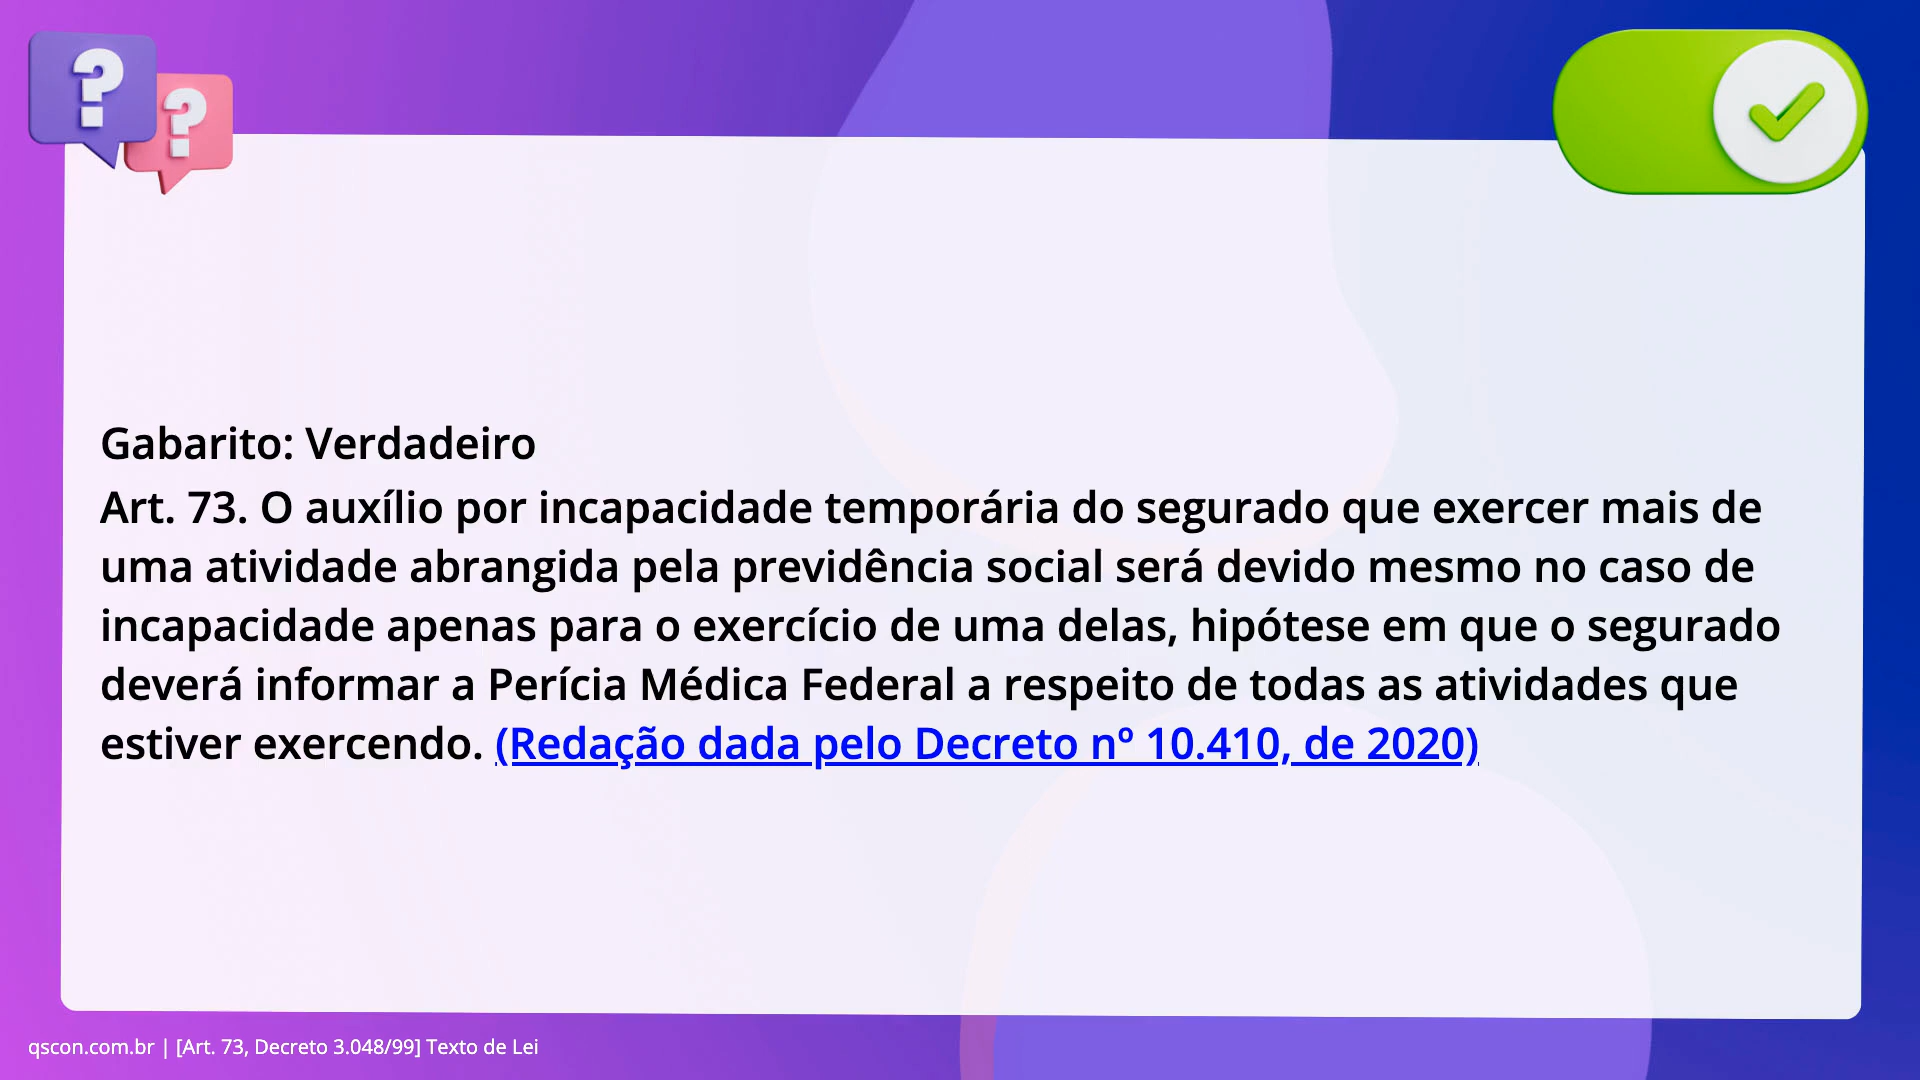 Gabarito: Verdadeiro
Art. 73. O auxílio por incapacidade temporária do segurado que exercer mais de
uma atividade abrangida pela previdência social será devido mesmo no caso de
incapacidade apenas para o exercício de uma delas, hipótese em que o segurado
deverá informar a Perícia Médica Federal a respeito de todas as atividades que
estiver exercendo. (Redação dada pelo Decreto nº 10.410, de 2020)
qscon.com.br | [Art. 73, Decreto 3.048/99] Texto de Lei